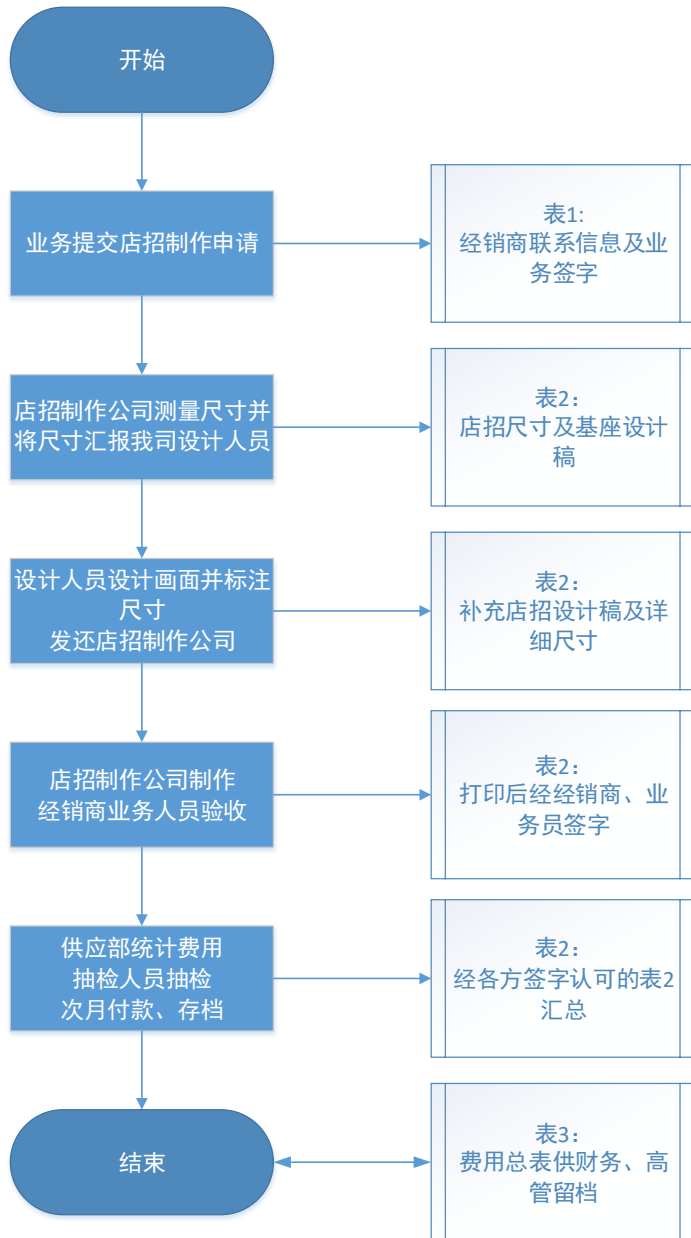 开始
业务提交店招制作申请
表1:
经销商联系信息及业
务签字
店招制作公司测量尺寸并
将尺寸汇报我司设计人员
表2：
店招尺寸及基座设计
稿
设计人员设计画面并标注
尺寸
发还店招制作公司
表2：
补充店招设计稿及详
细尺寸
店招制作公司制作
经销商业务人员验收
表2：
打印后经经销商、业
务员签字
供应部统计费用
抽检人员抽检
次月付款、存档
表2：
经各方签字认可的表2
汇总
结束
表3：
费用总表供财务、高
管留档